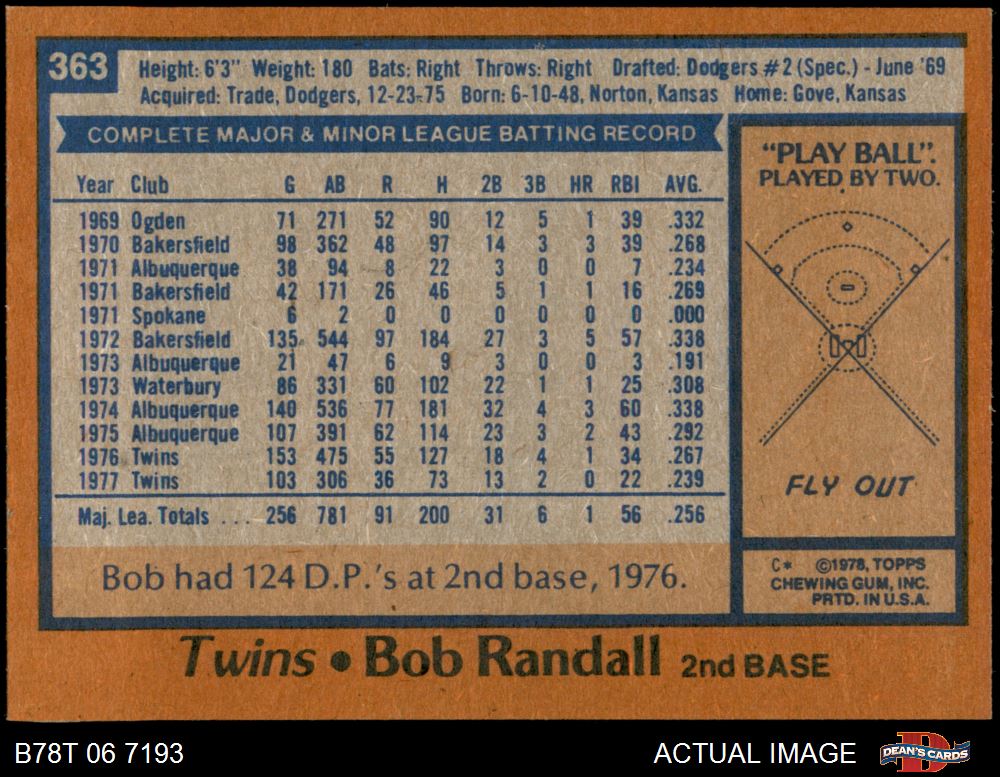 363
Height: 6'3" Weight: 180 Bats: Right Throws: Right Drafted: Dodgers #2 (Spec.) - June '69
Acquired: Trade, Dodgers, 12-23-75 Born: 6-10-48, Norton, Kansas Home: Gove, Kansas
COMPLETE MAJOR & MINOR LEAGUE BATTING RECORD
Year Club G AB R H 2B 3B HR RBI AVG.
1969 Ogden 71 271 52 90 12 5 1 39 .332
1970 Bakersfield 98 362 48 97 14 3 3 39 .268
1971 Albuquerque 38 94 8 22 3 0 0 7 .234
1971 Bakersfield 42 171 26 46 5 1 1 16 .269
1971 Spokane 6 2 0 0 0 0 0 0 .000
1972 Bakersfield 135 544 97 184 27 3 5 57 .338
1973 Albuquerque 21 47 6 9 3 0 0 3 .191
1973 Waterbury 86 331 60 102 22 1 1 25 .308
1974 Albuquerque 140 536 77 181 32 4 3 60 .338
1975 Albuquerque 107 391 62 114 23 3 2 43 .292
1976 Twins 153 475 55 127 18 4 1 34 .267
1977 Twins 103 306 36 73 13 2 0 22 .239
Maj. Lea. Totals ... 256 781 91 200 31 6 1 56 .256
Bob had 124 D.P.'s at 2nd base, 1976.
"PLAY BALL".
PLAYED BY TWO.
FLY OUT
C* ©1978, TOPPS
CHEWING GUM, INC.
PRTD. IN U.S.A.
Twins • Bob Randall 2nd BASE
B78T 06 7193
ACTUAL IMAGE
DEAN'S CARDS